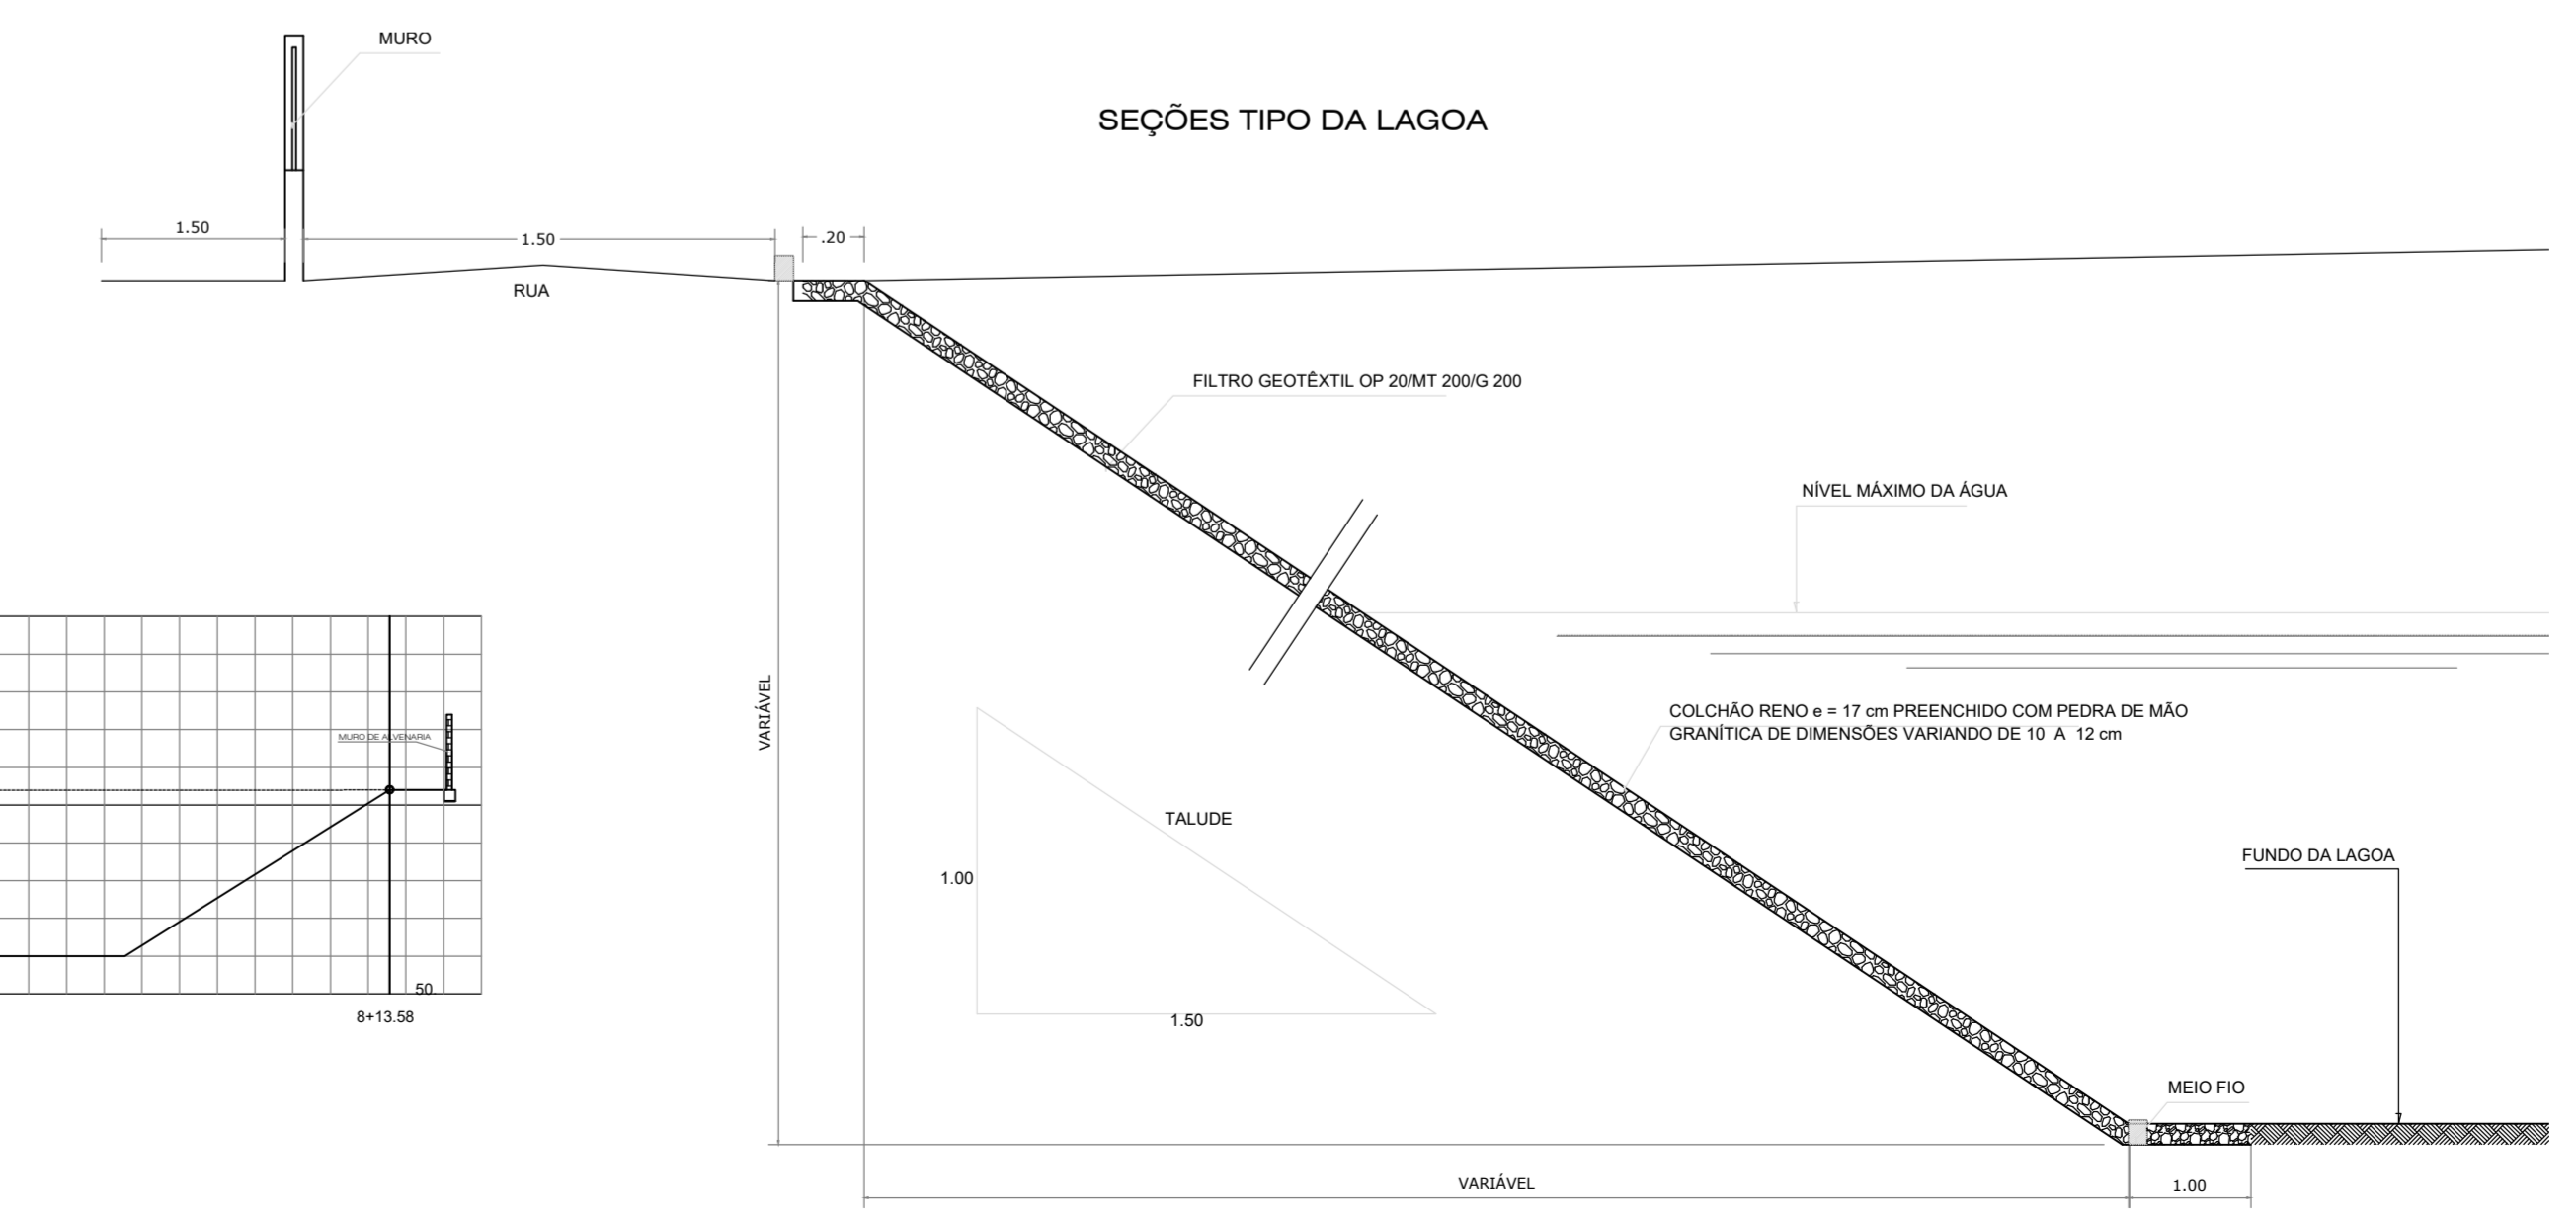 MURO
SEÇÕES TIPO DA LAGOA
1.50
1.50
.20
RUA
FILTRO GEOTÊXTIL OP 20/MT 200/G 200
NÍVEL MÁXIMO DA ÁGUA
VARIÁVEL
COLCHÃO RENO e = 17 cm PREENCHIDO COM PEDRA DE MÃO
GRANÍTICA DE DIMENSÕES VARIANDO DE 10 A 12 cm
MURO DE ALVENARIA
TALUDE
1.00
1.50
FUNDO DA LAGOA
50.
8+13.58
MEIO FIO
VARIÁVEL
1.00